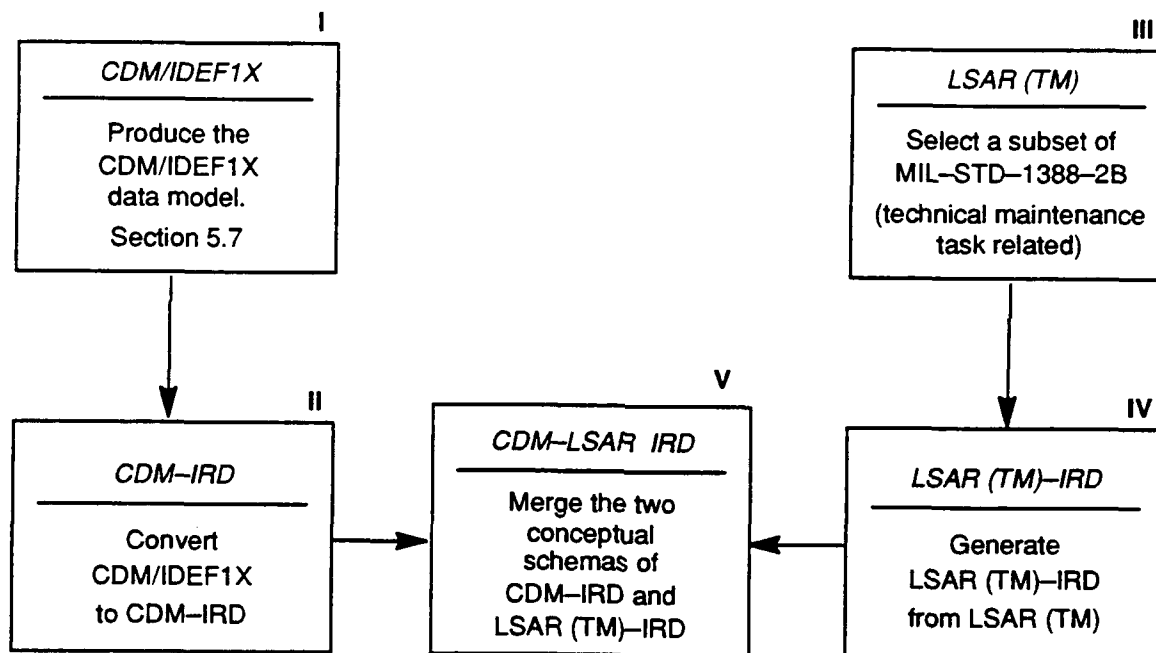 I
CDM/IDEF1X
Produce the
CDM/IDEF1X
data model.
Section 5.7
III
LSAR (TM)
Select a subset of
MIL–STD–1388–2B
(technical maintenance
task related)
II
CDM–IRD
Convert
CDM/IDEF1X
to CDM–IRD
V
CDM–LSAR IRD
Merge the two
conceptual
schemas of
CDM–IRD and
LSAR (TM)–IRD
IV
LSAR (TM)–IRD
Generate
LSAR (TM)–IRD
from LSAR (TM)